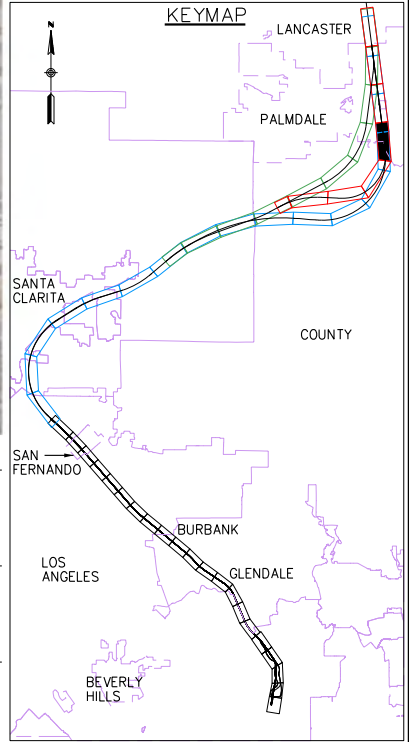 KEYMAP
LANCASTER
PALMDALE
SANTA
CLARITA
COUNTY
SAN
FERNANDO
BURBANK
LOS
ANGELES
GLENDALE
BEVERLY
HILLS